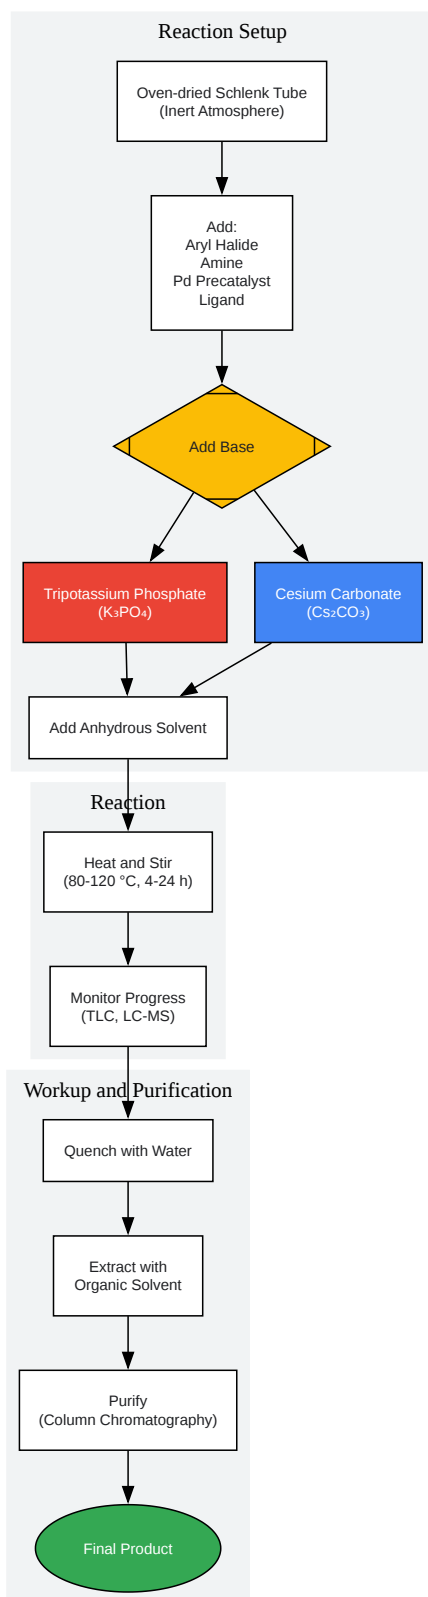 Reaction Setup
Oven-dried Schlenk Tube
(Inert Atmosphere)
Add:
Aryl Halide
Amine
Pd Precatalyst
Ligand
Add Base
Tripotassium Phosphate
(K₃PO₄)
Cesium Carbonate
(Cs₂CO₃)
Add Anhydrous Solvent
Reaction
Heat and Stir
(80-120 °C, 4-24 h)
Monitor Progress
(TLC, LC-MS)
Workup and Purification
Quench with Water
Extract with
Organic Solvent
Purify
(Column Chromatography)
Final Product